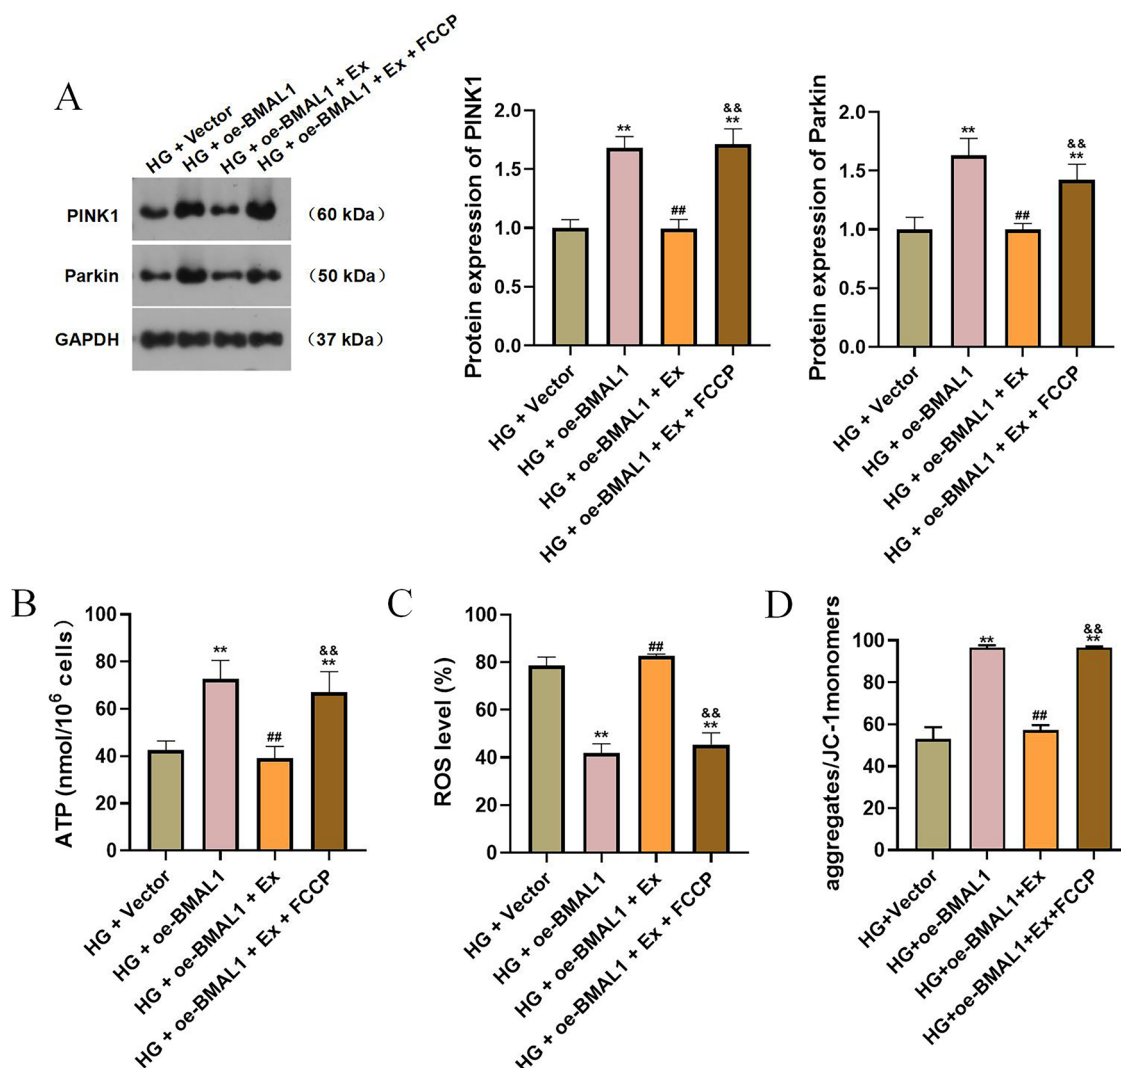 A
HG + Vector
HG + oe-BMAL1
HG + oe-BMAL1 + Ex
HG + oe-BMAL1 + Ex + FCCP
PINK1
(60 kDa)
Parkin
(50 kDa)
GAPDH
(37 kDa)
Protein expression of PINK1
2.0
1.5
1.0
0.5
0.0
**
##
&&
**
HG + Vector
HG + oe-BMAL1
HG + oe-BMAL1 + Ex
HG + oe-BMAL1 + Ex + FCCP
Protein expression of Parkin
2.0
1.5
1.0
0.5
0.0
**
##
&&
**
HG + Vector
HG + oe-BMAL1
HG + oe-BMAL1 + Ex
HG + oe-BMAL1 + Ex + FCCP
B
ATP (nmol/10⁶ cells)
100
80
60
40
20
0
**
##
&&
**
HG + Vector
HG + oe-BMAL1
HG + oe-BMAL1 + Ex
HG + oe-BMAL1 + Ex + FCCP
C
ROS level (%)
100
80
60
40
20
0
**
##
&&
**
HG + Vector
HG + oe-BMAL1
HG + oe-BMAL1 + Ex
HG + oe-BMAL1 + Ex + FCCP
D
aggregates/JC-1monomers
100
80
60
40
20
0
**
##
&&
**
HG+Vector
HG+oe-BMAL1
HG+oe-BMAL1+Ex
HG+oe-BMAL1+Ex+FCCP